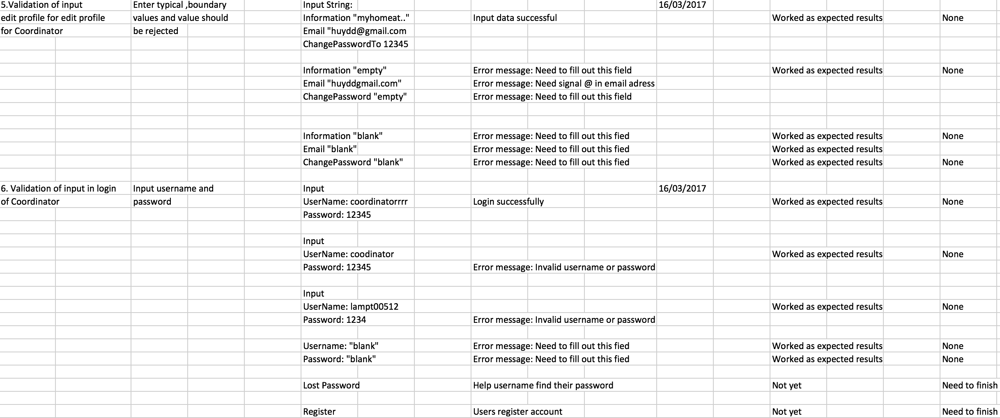 5.Validation of input Enter typical ,boundary Input String: 16/03/2017
edit profile for edit profile values and value should Information "myhomeat.." Input data successful Worked as expected results None
for Coordinator be rejected Email "huydd@gmail.com
ChangePasswordTo 12345
Information "empty" Error message: Need to fill out this field Worked as expected results None
Email "huyddgmail.com" Error message: Need signal @ in email adress
ChangePassword "empty" Error message: Need to fill out this field
Information "blank" Error message: Need to fill out this fied Worked as expected results None
Email "blank" Error message: Need to fill out this fied Worked as expected results
ChangePassword "blank" Error message: Need to fill out this fied Worked as expected results None
6. Validation of input in login Input username and Input 16/03/2017
of Coordinator password UserName: coordinatorrrr Login successfully Worked as expected results None
Password: 12345
Input
UserName: coodinator Worked as expected results None
Password: 12345 Error message: Invalid username or password
Input
UserName: lampt00512 Worked as expected results None
Password: 1234 Error message: Invalid username or password
Username: "blank" Error message: Need to fill out this fied Worked as expected results None
Password: "blank" Error message: Need to fill out this fied Worked as expected results None
Lost Password Help username find their password Not yet Need to finish
Register Users register account Not yet Need to finish